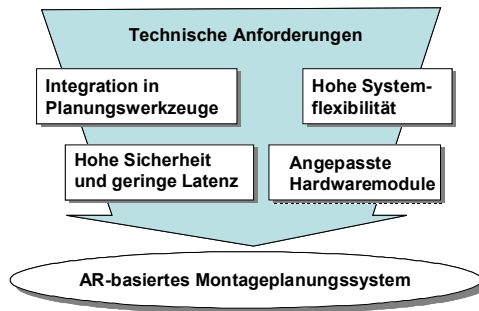 Technische Anforderungen
Integration in
Planungswerkzeuge
Hohe System-
flexibilität
Hohe Sicherheit
und geringe Latenz
Angepasste
Hardwaremodule
AR-basiertes Montageplanungssystem